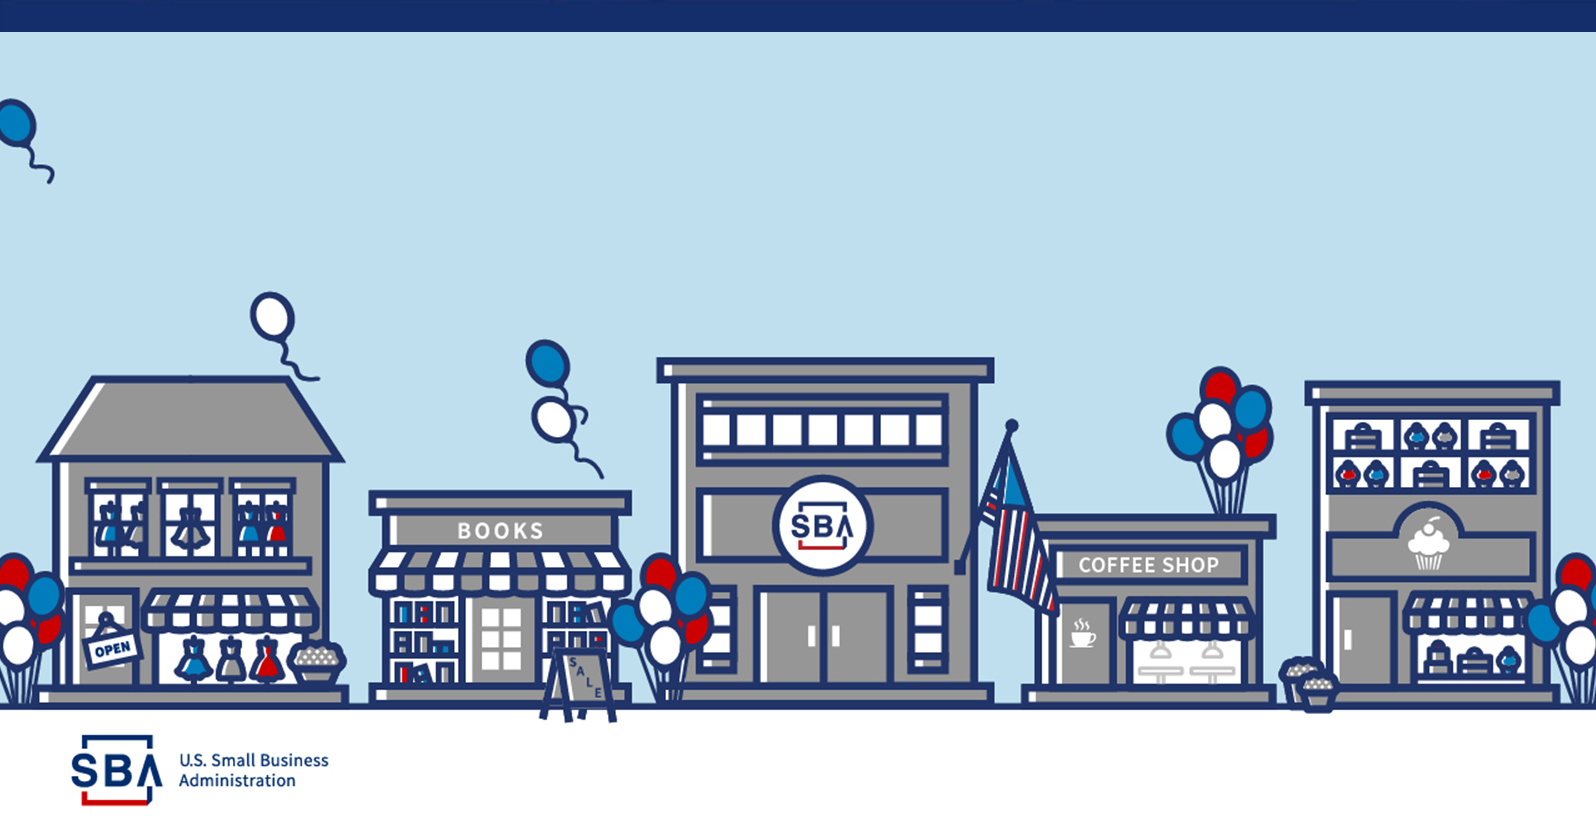 BOOKS
SBA
COFFEE SHOP
OPEN
SALE
SBA
U.S. Small Business
Administration